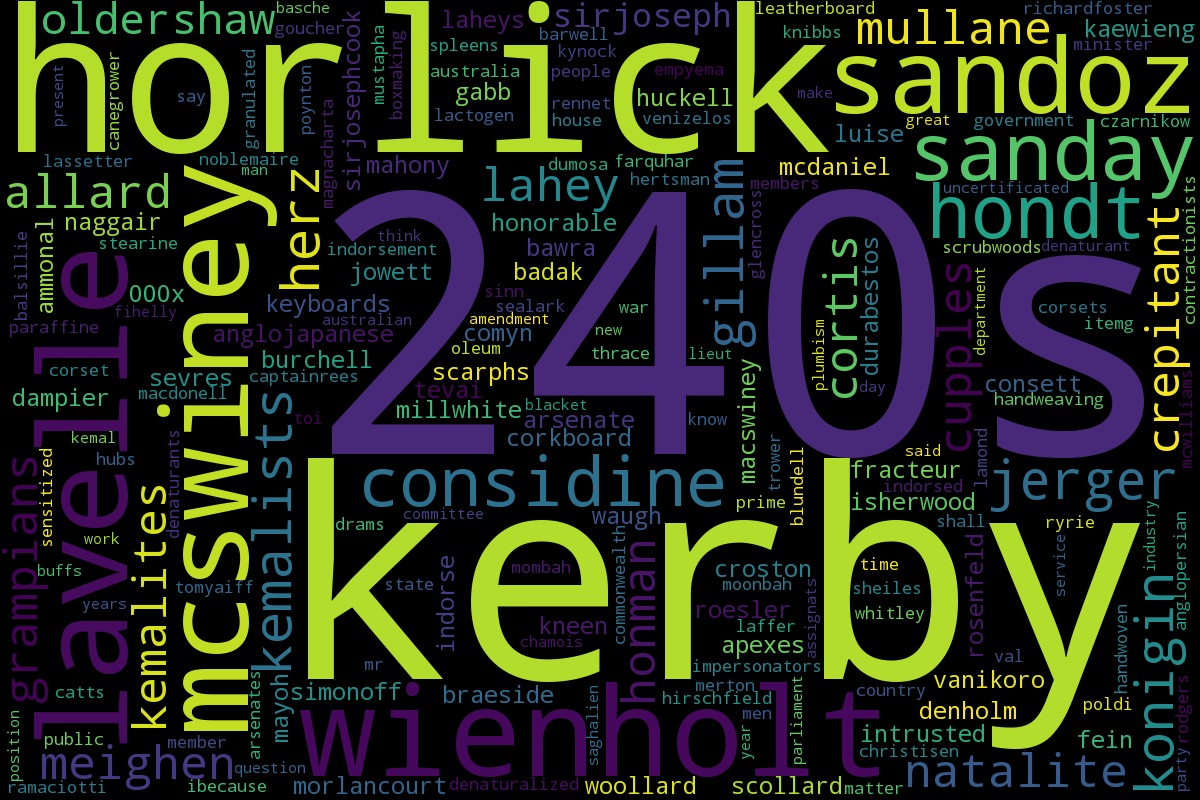 horlick
240s
kerby
sandoz
mcswiney
lavelle
wienholt
sanday
hondt
considine
mullane
oldershaw
allard
lahey
herz
gillam
cortis
cupples
crepitant
jerger
konigin
natalite
meighen
kemalites
kemalists
grampians
honman
sirjoseph
basche
goucher
laheys
barwell
leatherboard
knibbs
richardfoster
kaewieng
minister
spleens
kynock
people
empyema
australia
gabb
rennet
huckell
make
great
government
czarnikow
present
canegrower
say
granulated
poynton
mustapha
boxmaking
sirjosephcook
lactogen
house
venizelos
luise
lassetter
noblemaire
man
magnacharta
mahony
dumosa
farquhar
hertsman
mcdaniel
members
uncertificated
contractionists
naggair
stearine
balsillie
ammonal
000x
fihelly
paraffine
think
indorsement
jowett
honorable
bawra
badak
glencross
durabestos
scrubwoods
denaturant
keyboards
australian
anglojapanese
sinn
sealark
amendment
comyn
war
new
thrace
lieut
plumbism
department
corsets
itemg
corset
sevres
macdonell
burchell
captainrees
oleum
scarphs
tevai
millwhite
blacket
arsenate
corkboard
macswiney
know
day
consett
handweaving
mcwilliams
dampier
toi
kemal
hubs
sensitized
denaturants
said
lamond
trower
blundell
fracteur
indorsed
isherwood
prime
waugh
committee
drams
work
buffs
years
tomyaiff
state
indorse
mombah
commonwealth
croston
moonbah
time
sheiles
whitley
shall
ryrie
service
industry
anglopersian
rosenfeld
roesler
laffer
assignats
kneen
chamois
apexes
impersonators
mr
val
handwoven
catts
position
arsenates
mayoh
simonoff
braeside
saghalien
merton
hirschfield
men
year
parliament
country
vanikoro
denholm
poldi
rodgers
party
public
member
intrusted
christisen
fein
ramaciotti
ibecause
question
morlancourt
denaturalized
woollard
scollard
matter